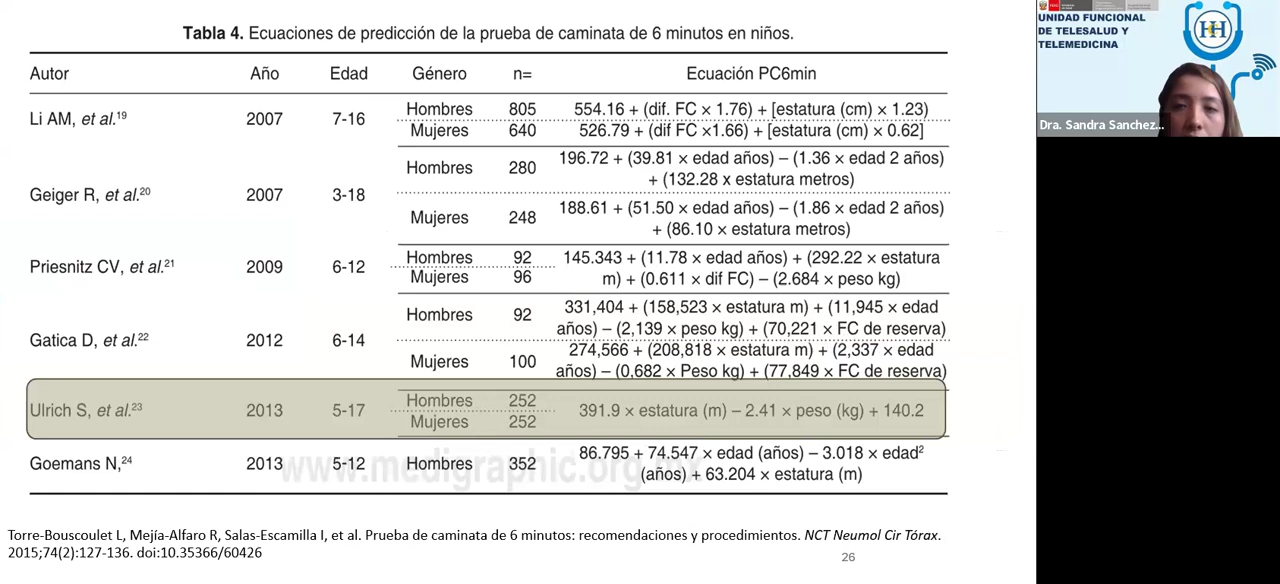 Tabla 4. Ecuaciones de predicción de la prueba de caminata de 6 minutos en niños.
Autor Año Edad Género n= Ecuación PC6min
Li AM, et al.19 2007 7-16 Hombres 805 554.16 + (dif. FC × 1.76) + [estatura (cm) × 1.23)
Mujeres 640 526.79 + (dif FC ×1.66) + [estatura (cm) × 0.62]
Geiger R, et al.20 2007 3-18 Hombres 280 196.72 + (39.81 × edad años) – (1.36 × edad 2 años)
+ (132.28 x estatura metros)
Mujeres 248 188.61 + (51.50 × edad años) – (1.86 × edad 2 años)
+ (86.10 × estatura metros)
Priesnitz CV, et al.21 2009 6-12 Hombres 92 145.343 + (11.78 × edad años) + (292.22 × estatura
Mujeres 96 m) + (0.611 × dif FC) – (2.684 × peso kg)
Gatica D, et al.22 2012 6-14 Hombres 92 331,404 + (158,523 × estatura m) + (11,945 × edad
años) – (2,139 × peso kg) + (70,221 × FC de reserva)
Mujeres 100 274,566 + (208,818 × estatura m) + (2,337 × edad
años) – (0,682 × Peso kg) + (77,849 × FC de reserva)
Ulrich S, et al.23 2013 5-17 Hombres 252 391.9 × estatura (m) – 2.41 × peso (kg) + 140.2
Mujeres 252
Goemans N,24 2013 5-12 Hombres 352 86.795 + 74.547 × edad (años) – 3.018 × edad2
(años) + 63.204 × estatura (m)
www.medigraphic.org.mx
Torre-Bouscoulet L, Mejía-Alfaro R, Salas-Escamilla I, et al. Prueba de caminata de 6 minutos: recomendaciones y procedimientos. NCT Neumol Cir Tórax.
2015;74(2):127-136. doi:10.35366/60426
26
UNIDAD FUNCIONAL
DE TELESALUD Y
TELEMEDICINA
Dra. Sandra Sanchez...